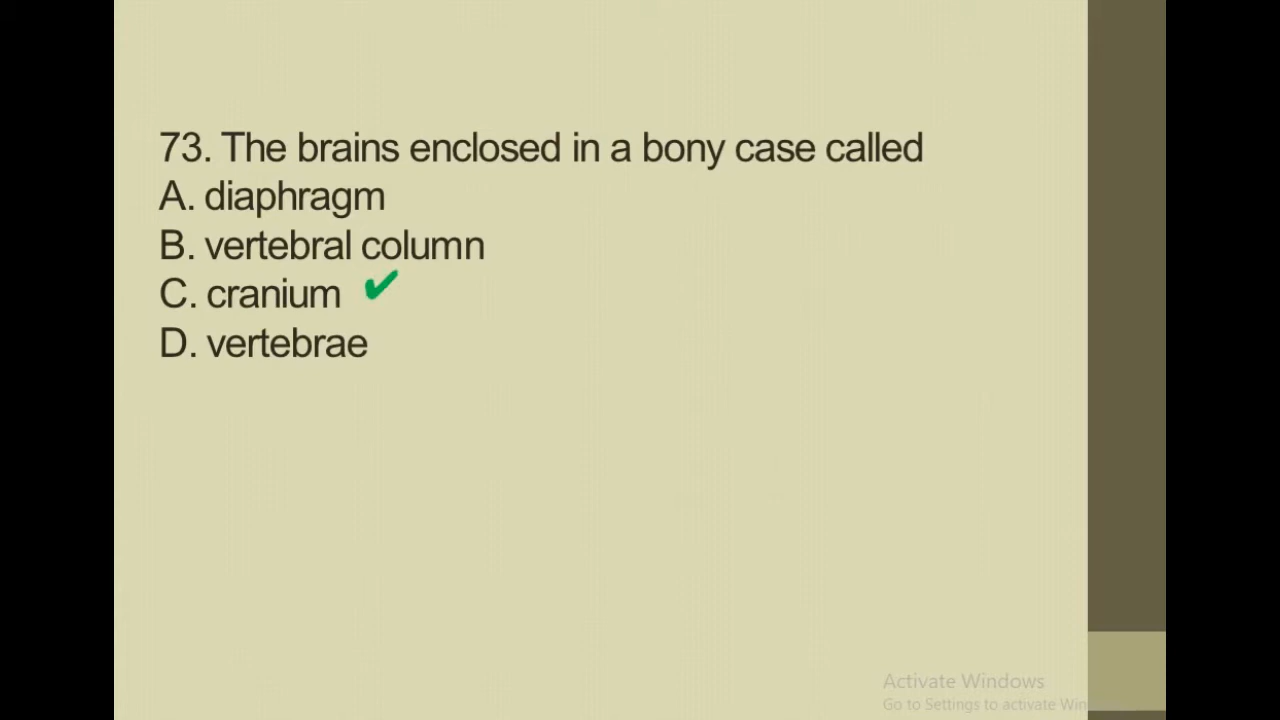 73. The brains enclosed in a bony case called
A. diaphragm
B. vertebral column
C. cranium ✔
D. vertebrae
Activate Windows
Go to Settings to activate Win